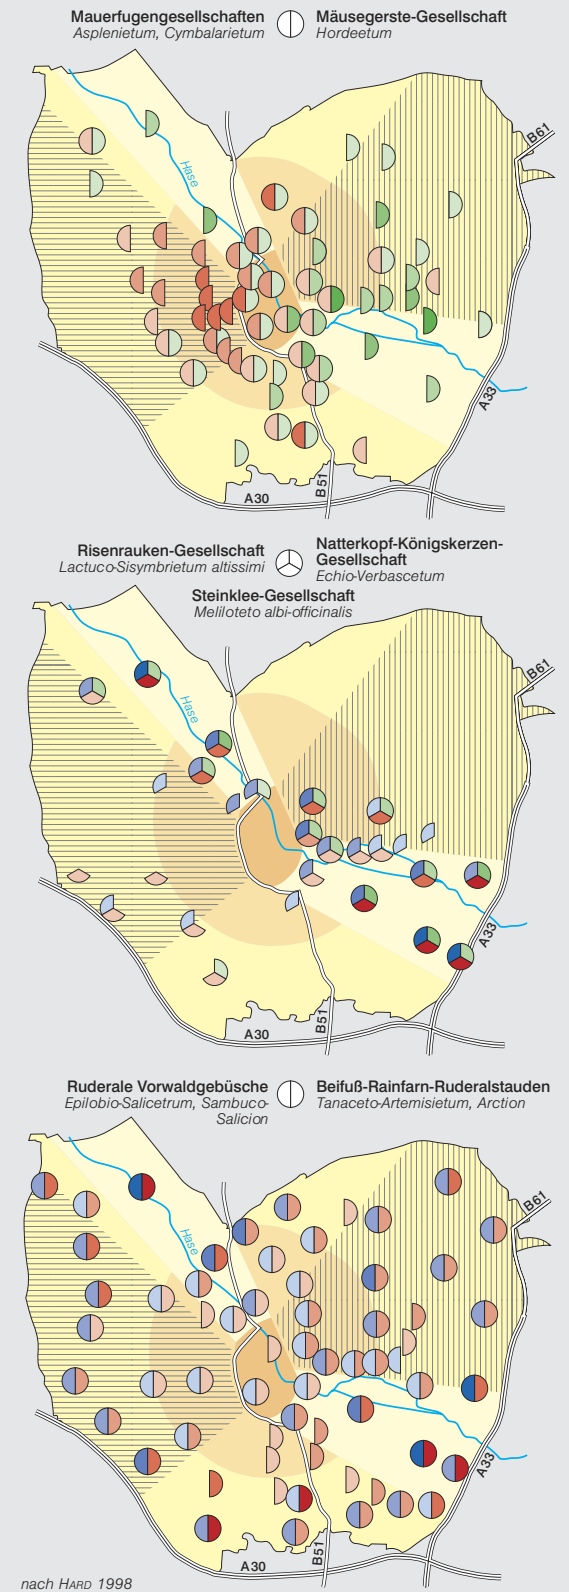 Mauerfugengesellschaften
Asplenietum, Cymbalarietum
Mäusegerste-Gesellschaft
Hordeetum
Hase
B61
A33
A30
B51
Risenrauken-Gesellschaft
Lactuco-Sisymbrietum altissimi
Natterkopf-Königskerzen-
Gesellschaft
Echio-Verbascetum
Steinklee-Gesellschaft
Meliloteto albi-officinalis
Hase
B61
A33
A30
B51
Ruderale Vorwaldgebüsche
Epilobio-Salicetrum, Sambuco-
Salicion
Beifuß-Rainfarn-Ruderalstauden
Tanaceto-Artemisietum, Arction
Hase
B61
A33
A30
B51
nach HARD 1998